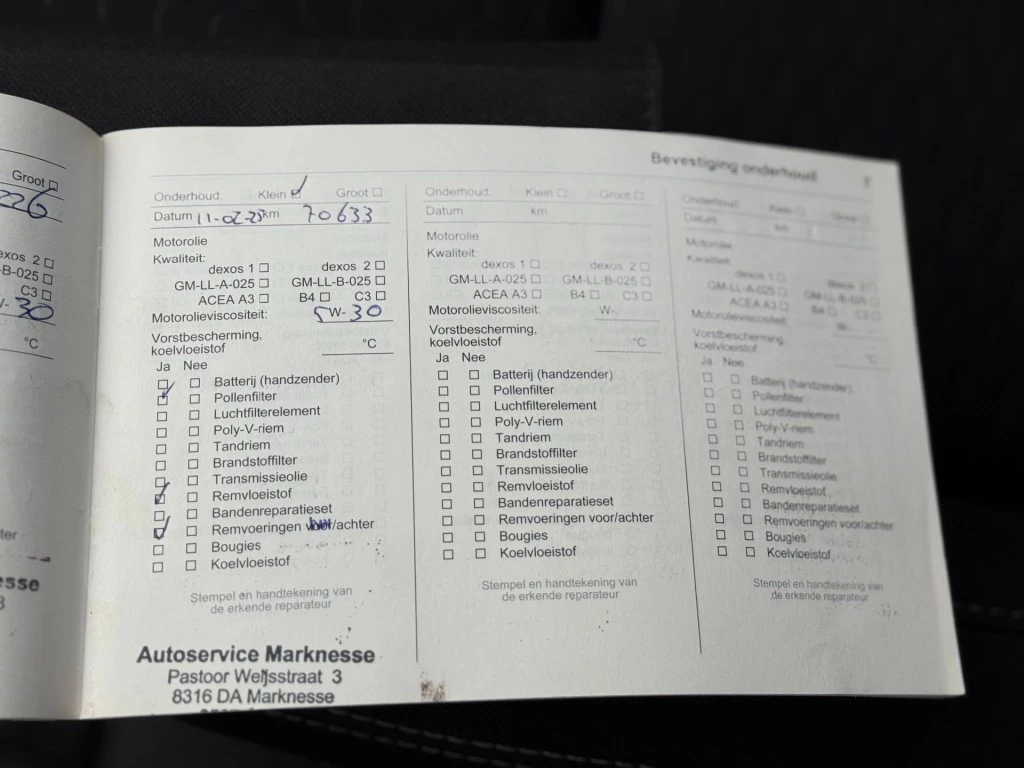 Groot
226
exos 2
-B-025
C3
W- 30
°C
ter
esse
Bevestiging onderhoud
Onderhoud: Klein Groot
Datum 11-02-25 km 70633
Motorolie
Kwaliteit:
dexos 1 dexos 2
GM-LL-A-025 GM-LL-B-025
ACEA A3 B4 C3
Motorolieviscositeit: 5 W- 30
Vorstbescherming,
koelvloeistof °C
Ja Nee
Batterij (handzender)
Pollenfilter
Luchtfilterelement
Poly-V-riem
Tandriem
Brandstoffilter
Transmissieolie
Remvloeistof
Bandenreparatieset
Remvoeringen /achter
Bougies
Koelvloeistof
Stempel en handtekening van
de erkende reparateur
Autoservice Marknesse
Pastoor Weijsstraat 3
8316 DA Marknesse
Onderhoud: Klein Groot
Datum km
Motorolie
Kwaliteit:
dexos 1 dexos 2
GM-LL-A-025 GM-LL-B-025
ACEA A3 B4 C3
Motorolieviscositeit: W-
Vorstbescherming,
koelvloeistof °C
Ja Nee
Batterij (handzender)
Pollenfilter
Luchtfilterelement
Poly-V-riem
Tandriem
Brandstoffilter
Transmissieolie
Remvloeistof
Bandenreparatieset
Remvoeringen voor/achter
Bougies
Koelvloeistof
Stempel en handtekening van
de erkende reparateur
Onderhoud: Klein Groot
Datum km
Motorolie
Kwaliteit:
dexos 1 dexos 2
GM-LL-A-025 GM-LL-B-025
ACEA A3 B4 C3
Motorolieviscositeit: W-
Vorstbescherming,
koelvloeistof °C
Ja Nee
Batterij (handzender)
Pollenfilter
Luchtfilterelement
Poly-V-riem
Tandriem
Brandstoffilter
Transmissieolie
Remvloeistof
Bandenreparatieset
Remvoeringen voor/achter
Bougies
Koelvloeistof
Stempel en handtekening van
de erkende reparateur